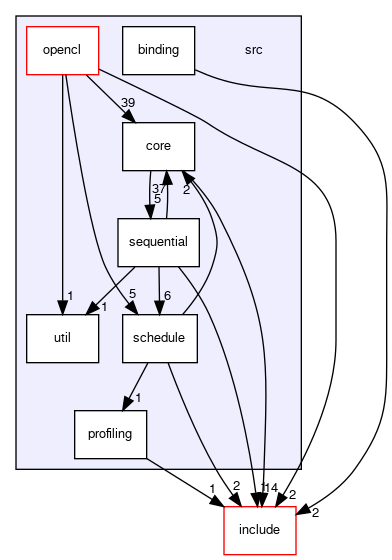 opencl
binding
src
39
core
37
5
2
sequential
1
1
5
6
util
schedule
1
profiling
1
2
14
2
2
include